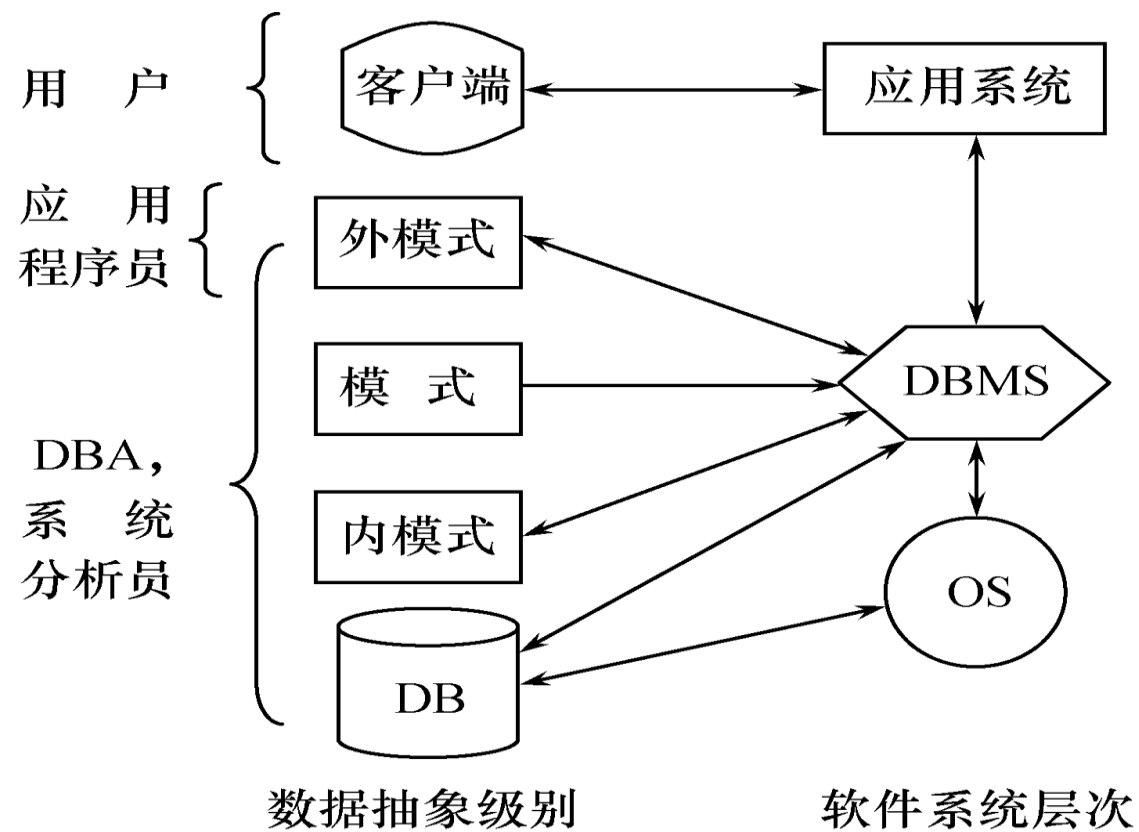 用 户
客户端
应用系统
应 用
程序员
外模式
模 式
DBMS
DBA,
系 统
分析员
内模式
OS
DB
数据抽象级别
软件系统层次